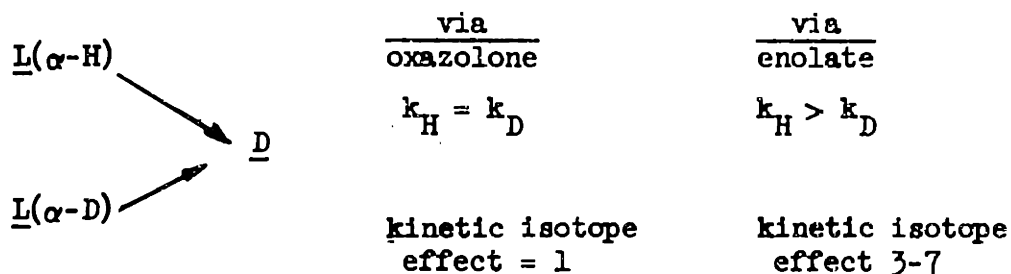 via
oxazolone
via
enolate
L(α-H)
k_H = k_D
k_H > k_D
D
L(α-D)
kinetic isotope
effect = 1
kinetic isotope
effect 3-7